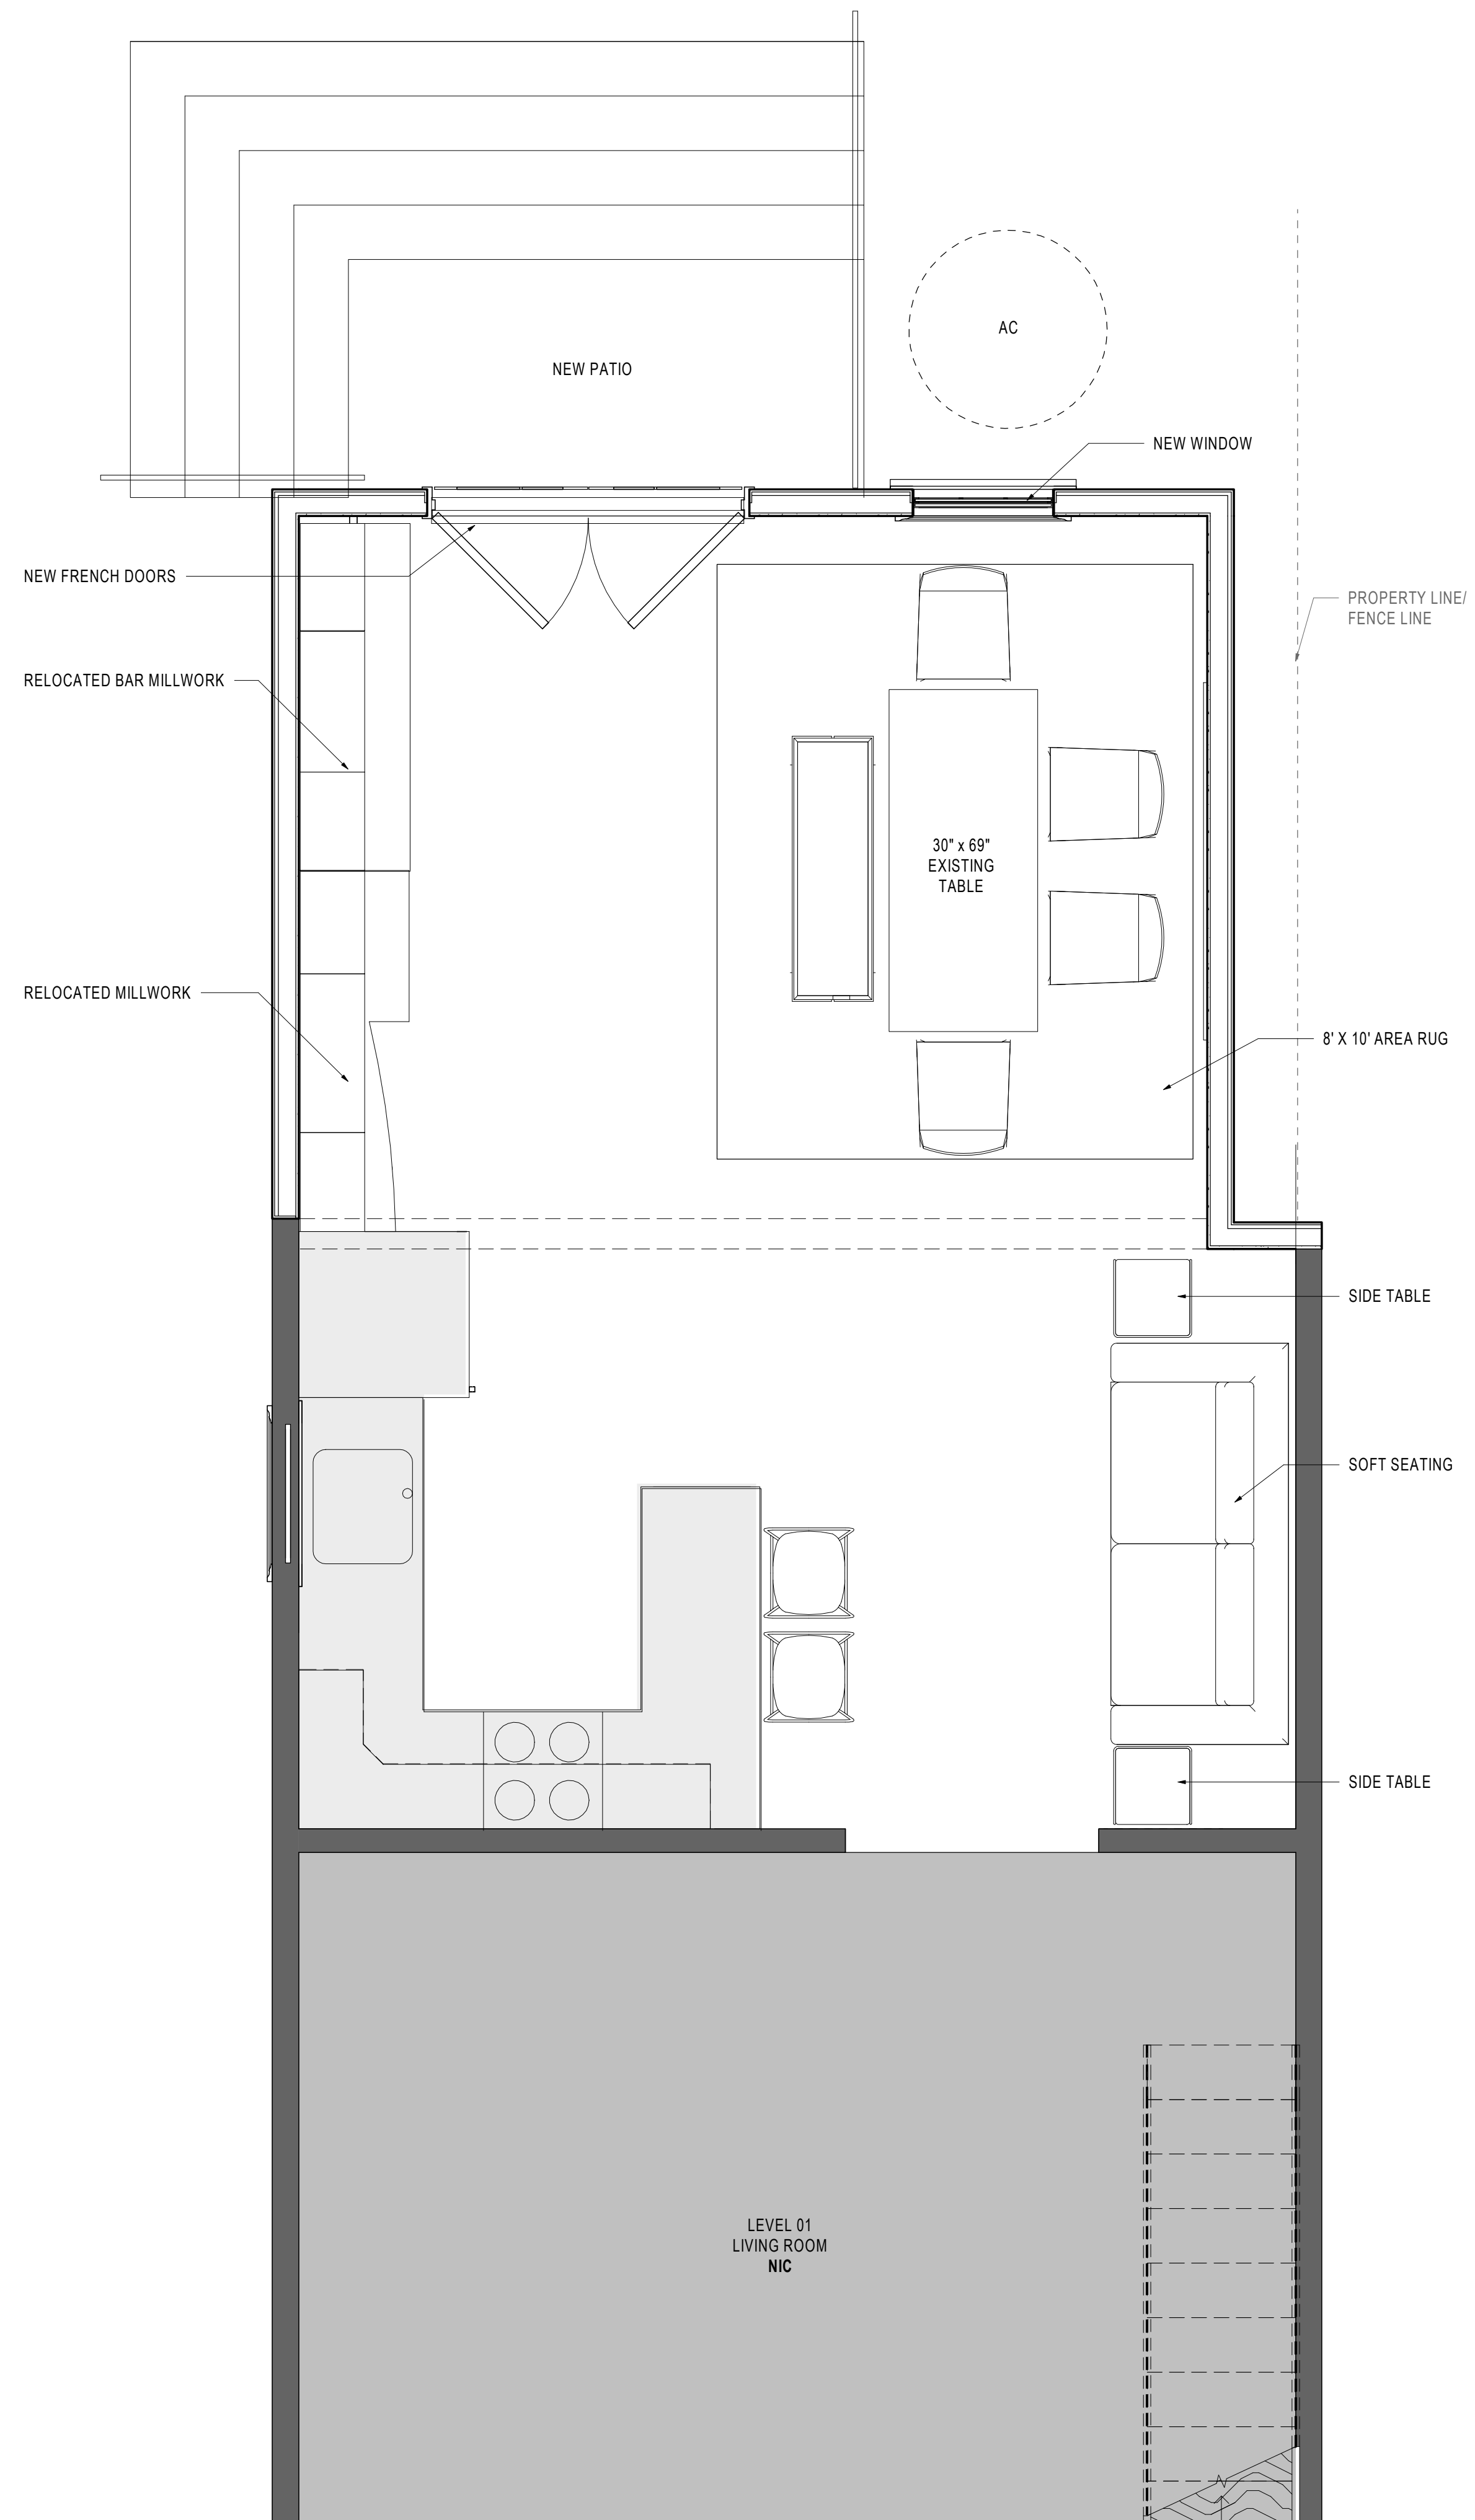 AC
NEW PATIO
NEW WINDOW
NEW FRENCH DOORS
PROPERTY LINE/
FENCE LINE
RELOCATED BAR MILLWORK
30" x 69"
EXISTING
TABLE
RELOCATED MILLWORK
8' X 10' AREA RUG
SIDE TABLE
SOFT SEATING
SIDE TABLE
LEVEL 01
LIVING ROOM
NIC